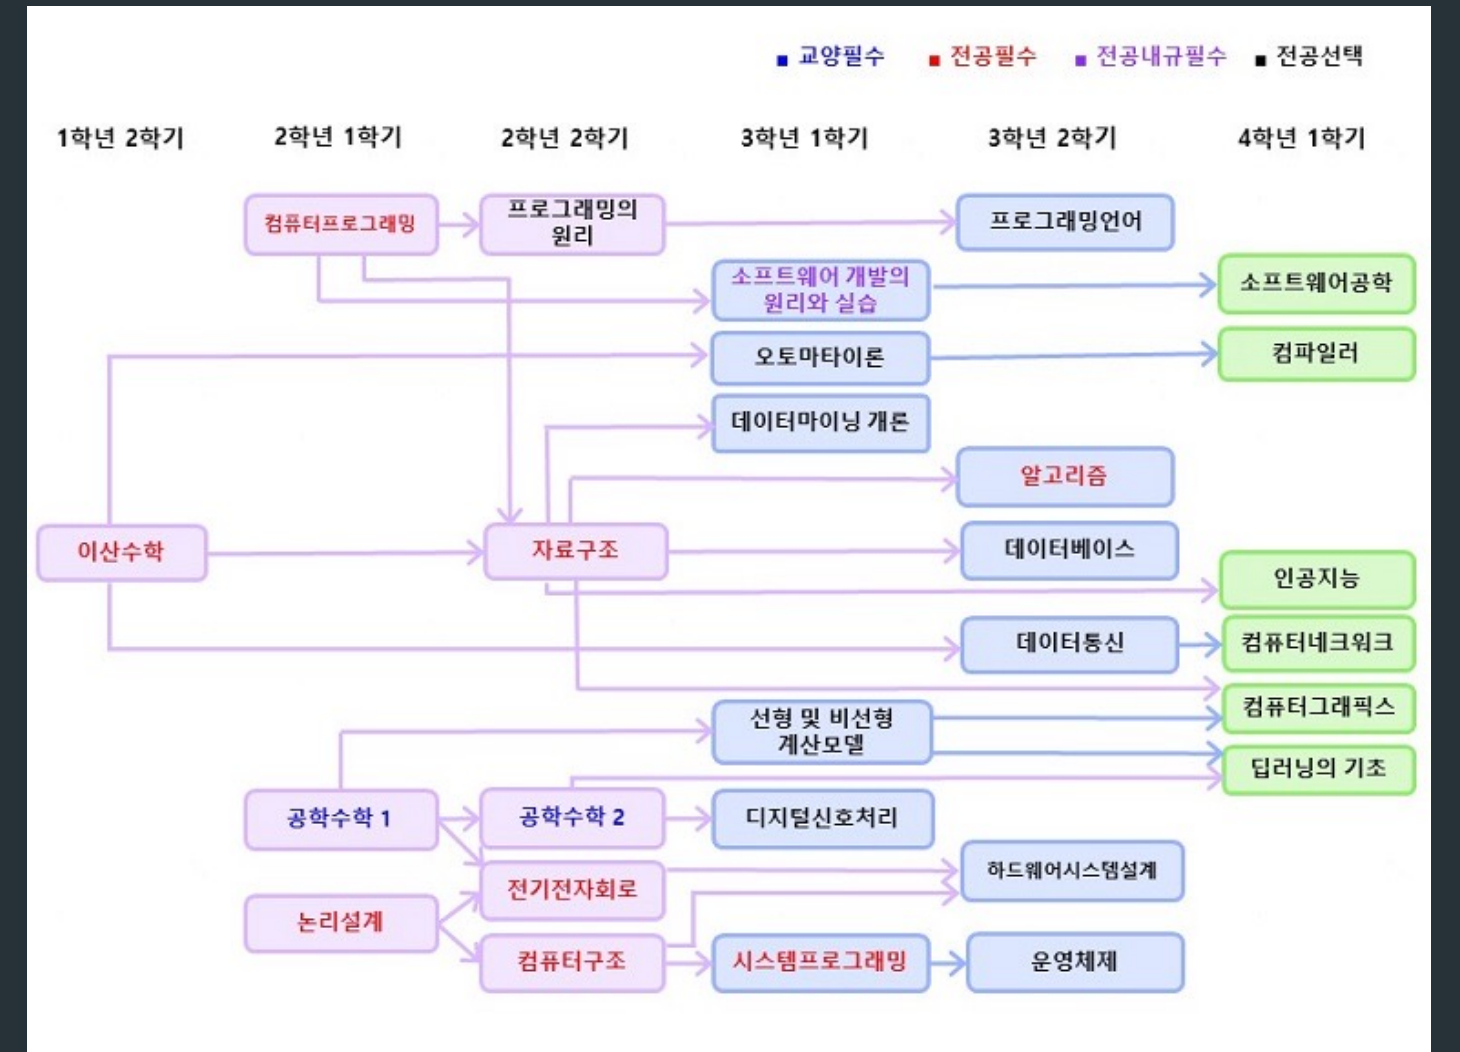 ■ 교양필수 ■ 전공필수 ■ 전공내규필수 ■ 전공선택
1학년 2학기 2학년 1학기 2학년 2학기 3학년 1학기 3학년 2학기 4학년 1학기
컴퓨터프로그래밍
프로그래밍의
원리
프로그래밍언어
소프트웨어 개발의
원리와 실습
소프트웨어공학
오토마타이론
컴파일러
데이터마이닝 개론
알고리즘
이산수학
자료구조
데이터베이스
인공지능
데이터통신
컴퓨터네크워크
선형 및 비선형
계산모델
컴퓨터그래픽스
딥러닝의 기초
공학수학 1
공학수학 2
디지털신호처리
전기전자회로
하드웨어시스템설계
논리설계
컴퓨터구조
시스템프로그래밍
운영체제